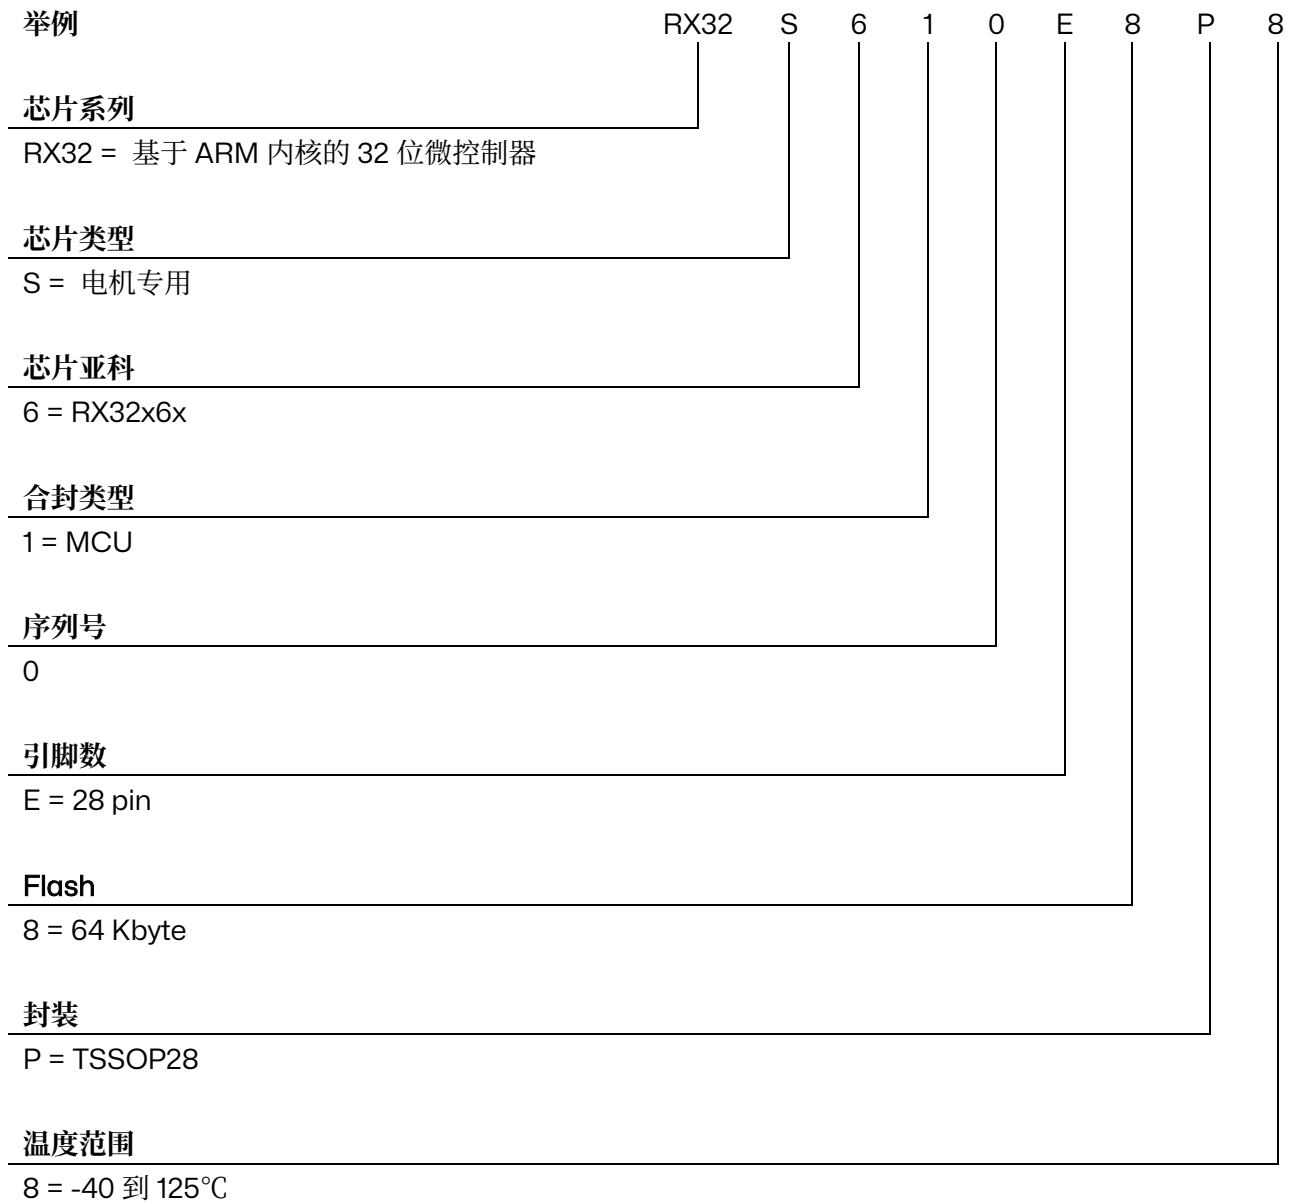 举例 RX32 S 6 1 0 E 8 P 8
芯片系列
RX32 = 基于 ARM 内核的 32 位微控制器
芯片类型
S = 电机专用
芯片亚科
6 = RX32x6x
合封类型
1 = MCU
序列号
0
引脚数
E = 28 pin
Flash
8 = 64 Kbyte
封装
P = TSSOP28
温度范围
8 = -40 到 125℃